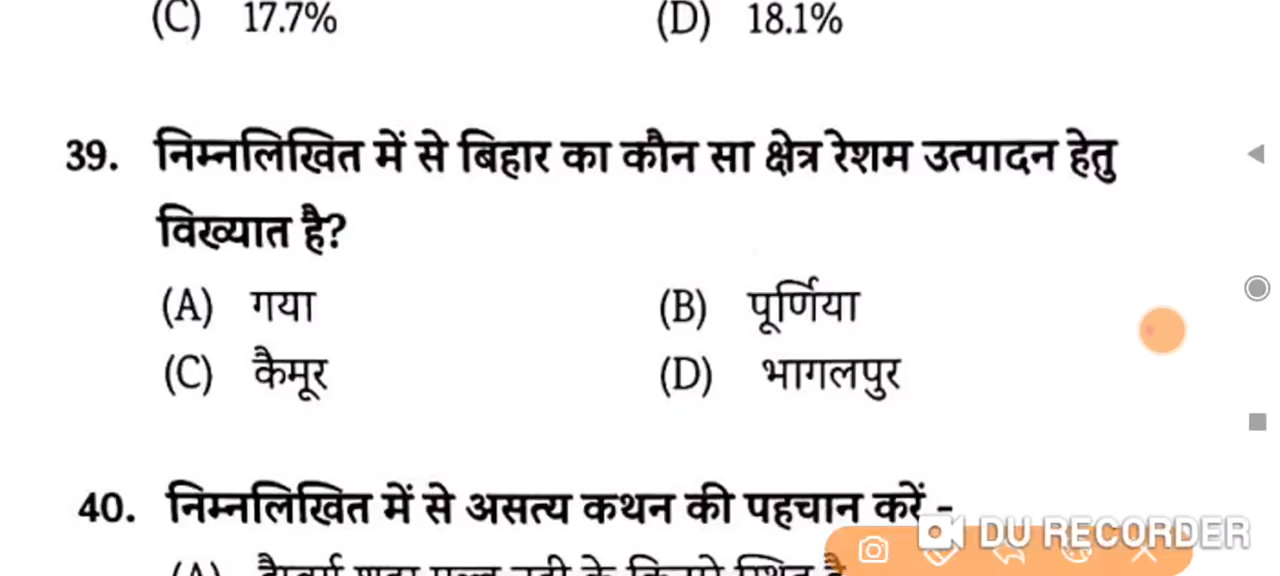 (C) 17.7% (D) 18.1%
39. निम्नलिखित में से बिहार का कौन सा क्षेत्र रेशम उत्पादन हेतु
विख्यात है?
(A) गया (B) पूर्णिया
(C) कैमूर (D) भागलपुर
40. निम्नलिखित में से असत्य कथन की पहचान करें -
DU RECORDER
(A)